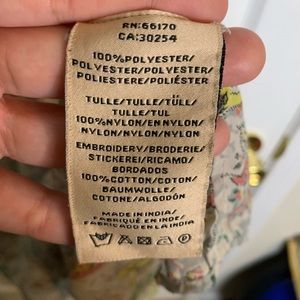 RN:66170
CA:30254
100%POLYESTER/
POLYESTER/POLYESTER/
POLIESTERE/POLIÉSTER
TULLE/TULLE/TÜLL/
TULLE/TUL
100%NYLON/EN NYLON/
NYLON/NYLON/NYLON
EMBROIDERY/BRODERIE/
STICKEREI/RICAMO/
BORDADOS
100%COTTON/COTON/
BAUMWOLLE/
COTONE/ALGODÓN
MADE IN INDIA/
FABRIQUÉ EN INDE/
FABRICADO EN LA INDIA